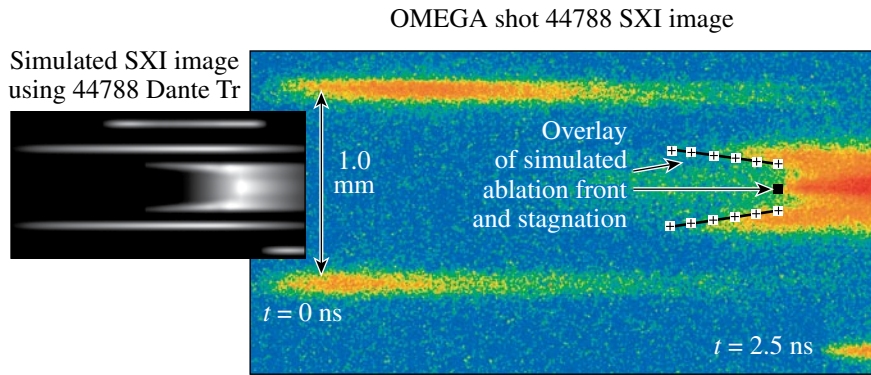 OMEGA shot 44788 SXI image
Simulated SXI image
using 44788 Dante Tr
1.0
mm
Overlay
of simulated
ablation front
and stagnation
t = 0 ns
t = 2.5 ns